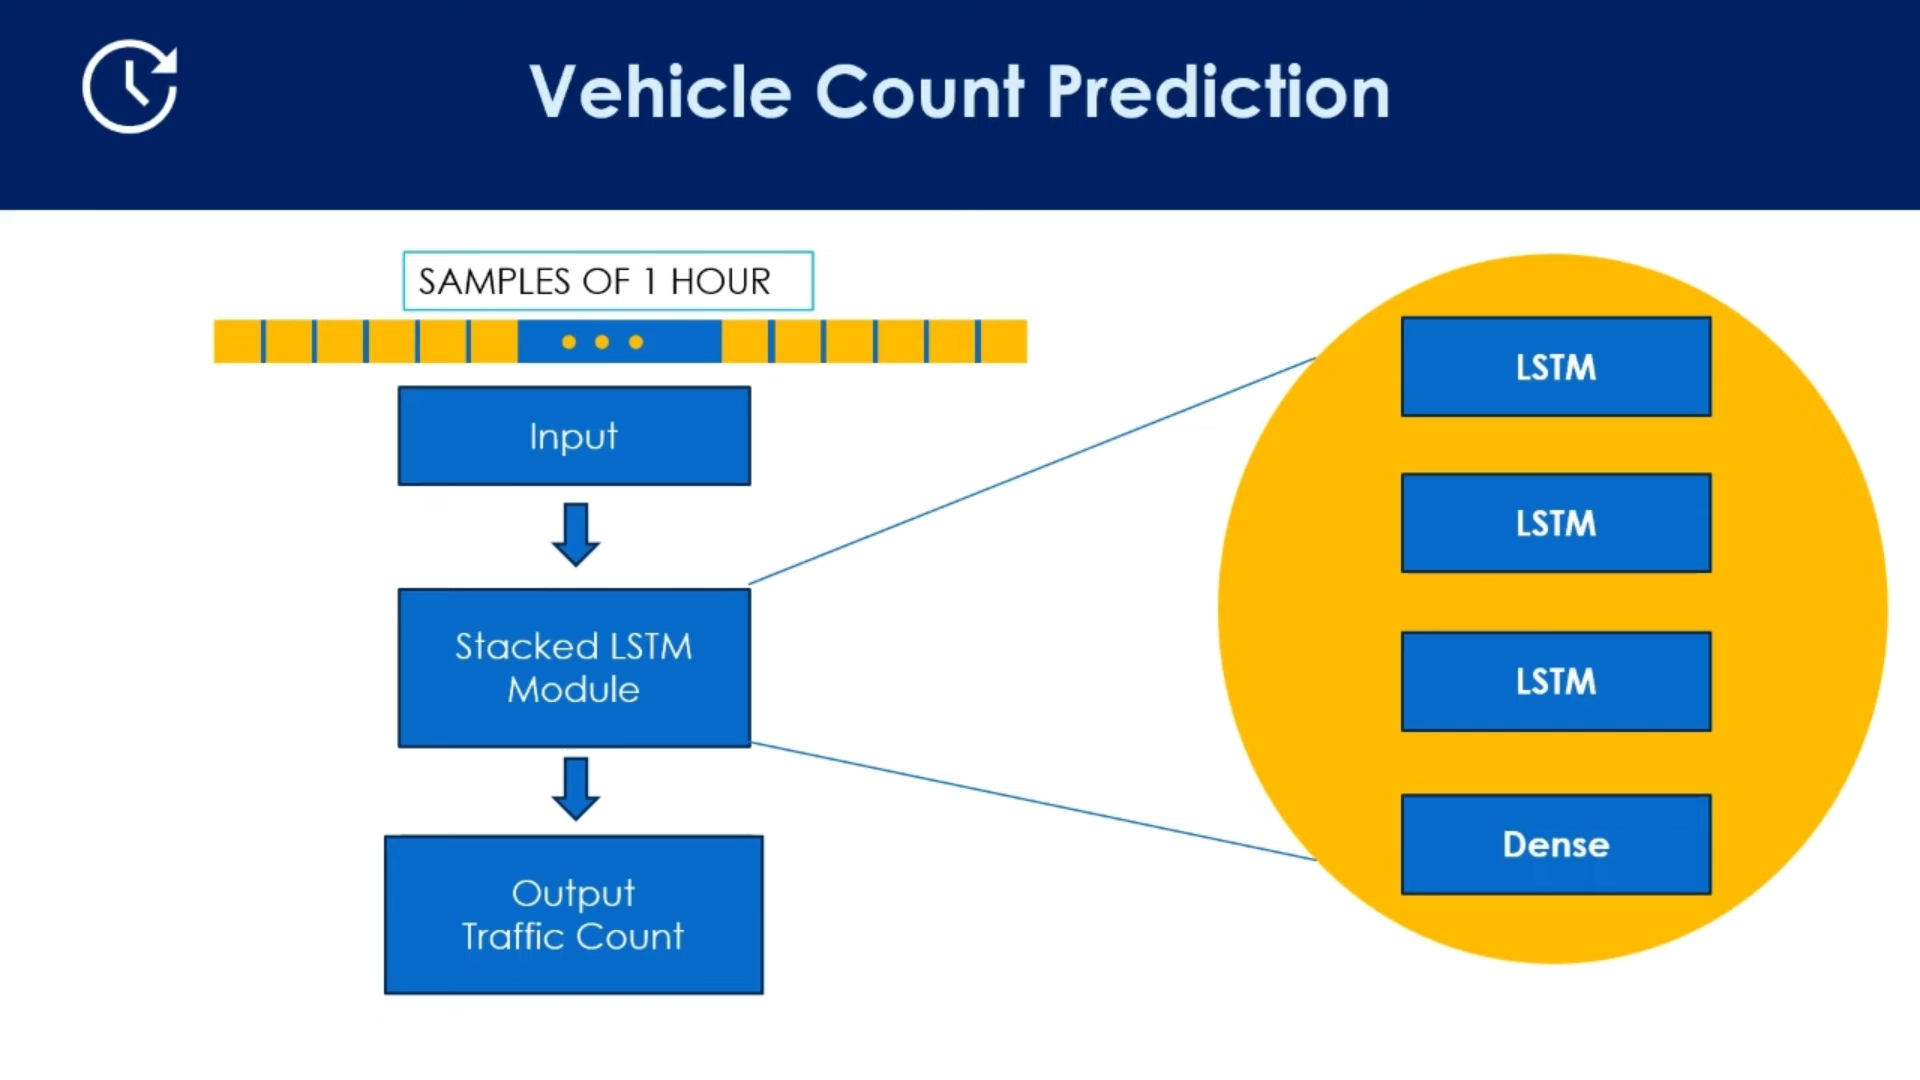 Vehicle Count Prediction
SAMPLES OF 1 HOUR
Input
Stacked LSTM
Module
Output
Traffic Count
LSTM
LSTM
LSTM
Dense